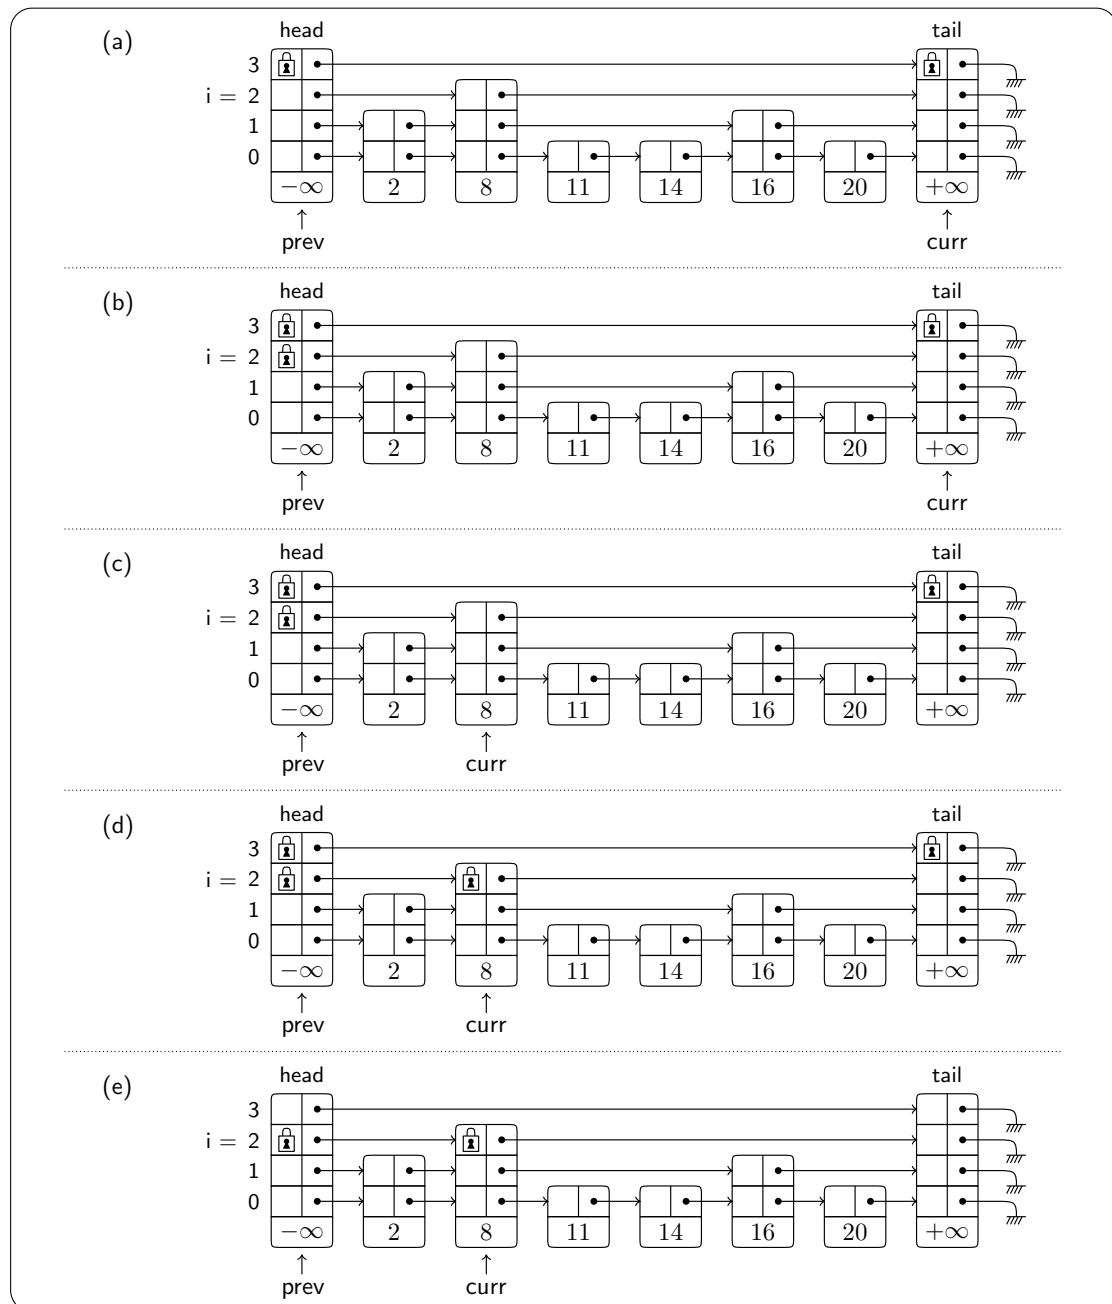 (a)
head tail
3
i = 2
1
0
−∞ 2 8 11 14 16 20 +∞
prev curr
(b)
head tail
3
i = 2
1
0
−∞ 2 8 11 14 16 20 +∞
prev curr
(c)
head tail
3
i = 2
1
0
−∞ 2 8 11 14 16 20 +∞
prev curr
(d)
head tail
3
i = 2
1
0
−∞ 2 8 11 14 16 20 +∞
prev curr
(e)
head tail
3
i = 2
1
0
−∞ 2 8 11 14 16 20 +∞
prev curr